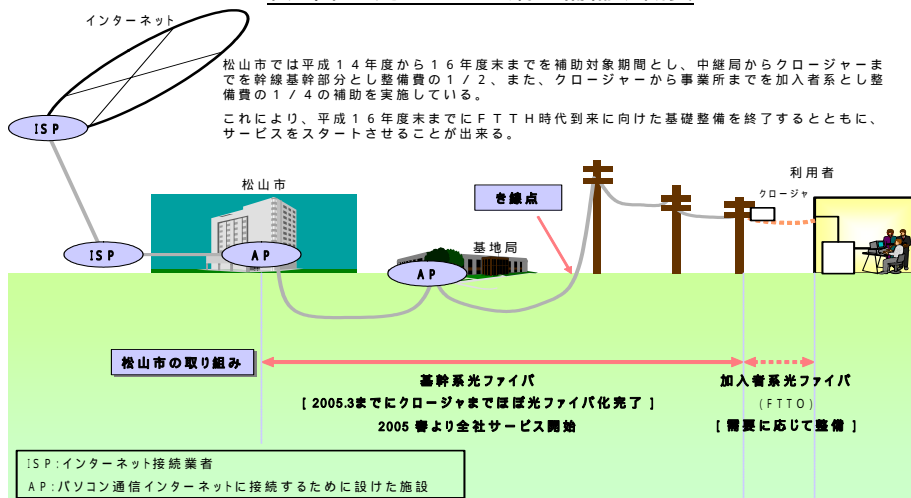 インターネット
松山市では平成14年度から16年度末までを補助対象期間とし、中継局からクロージャーま
でを幹線基幹部分とし整備費の1/2、また、クロージャーから事業所までを加入者系とし整
備費の1/4の補助を実施している。
これにより、平成16年度末までにFTTH時代到来に向けた基礎整備を終了するとともに、
サービスをスタートさせることが出来る。
ISP
松山市
き線点
利用者
クロージャ
ISP
AP
基地局
AP
松山市の取り組み
基幹系光ファイバ
[ 2005.3までにクロージャまでほぼ光ファイバ化完了 ]
2005 春より全社サービス開始
加入者系光ファイバ
(FTTO)
[ 需要に応じて整備 ]
ISP:インターネット接続業者
AP:パソコン通信インターネットに接続するために設けた施設